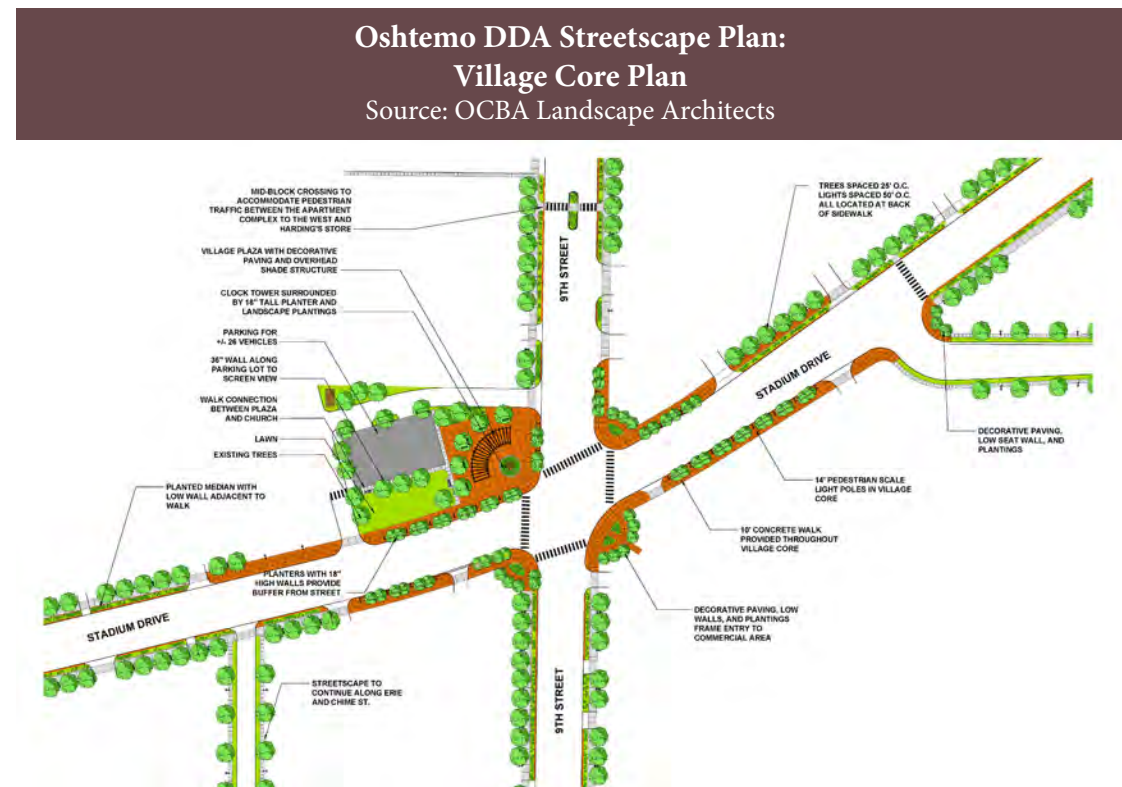 Oshtemo DDA Streetscape Plan:
Village Core Plan
Source: OCBA Landscape Architects
MID-BLOCK CROSSING TO
ACCOMMODATE PEDESTRIAN
TRAFFIC BETWEEN THE APARTMENT
COMPLEX TO THE WEST AND
HARDING'S STORE
VILLAGE PLAZA WITH DECORATIVE
PAVING AND OVERHEAD
SHADE STRUCTURE
CLOCK TOWER SURROUNDED
BY 18" TALL PLANTER AND
LANDSCAPE PLANTINGS
PARKING FOR
+/- 26 VEHICLES
36" WALL ALONG
PARKING LOT TO
SCREEN VIEW
WALK CONNECTION
BETWEEN PLAZA
AND CHURCH
LAWN
EXISTING TREES
PLANTED MEDIAN WITH
LOW WALL ADJACENT TO
WALK
PLANTERS WITH 18"
HIGH WALLS PROVIDE
BUFFER FROM STREET
STADIUM DRIVE
STREETSCAPE TO
CONTINUE ALONG ERIE
AND CHIME ST.
9TH STREET
9TH STREET
TREES SPACED 25' O.C.
LIGHTS SPACED 50' O.C.
ALL LOCATED AT BACK
OF SIDEWALK
STADIUM DRIVE
DECORATIVE PAVING,
LOW SEAT WALL, AND
PLANTINGS
14' PEDESTRIAN SCALE
LIGHT POLES IN VILLAGE
CORE
10' CONCRETE WALK
PROVIDED THROUGHOUT
VILLAGE CORE
DECORATIVE PAVING, LOW
WALLS, AND PLANTINGS
FRAME ENTRY TO
COMMERCIAL AREA